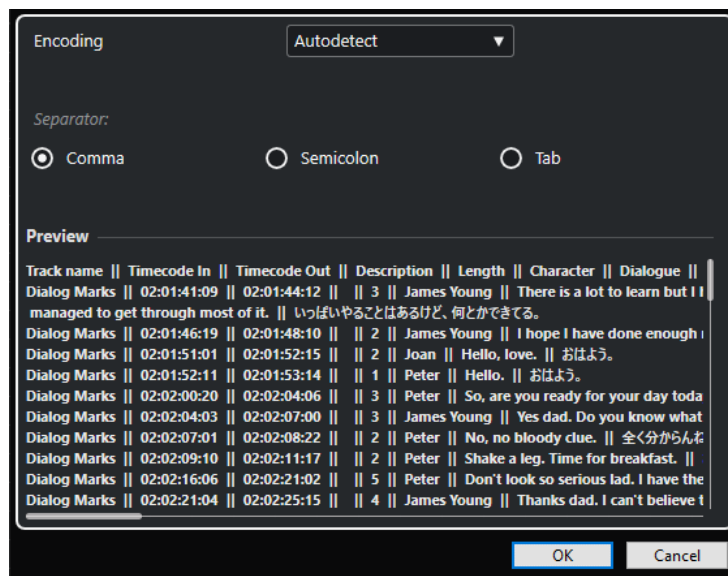 Encoding
Autodetect
Separator:
Comma
Semicolon
Tab
Preview
Track name || Timecode In || Timecode Out || Description || Length || Character || Dialogue ||
Dialog Marks || 02:01:41:09 || 02:01:44:12 || || 3 || James Young || There is a lot to learn but I
managed to get through most of it. || いっぱいやることはあるけど、何とかできてる。
Dialog Marks || 02:01:46:19 || 02:01:48:10 || || 2 || James Young || I hope I have done enough
Dialog Marks || 02:01:51:01 || 02:01:52:15 || || 2 || Joan || Hello, love. || おはよう。
Dialog Marks || 02:01:52:11 || 02:01:53:14 || || 1 || Peter || Hello. || おはよう。
Dialog Marks || 02:02:00:20 || 02:02:04:06 || || 3 || Peter || So, are you ready for your day toda
Dialog Marks || 02:02:04:03 || 02:02:07:00 || || 3 || James Young || Yes dad. Do you know what
Dialog Marks || 02:02:07:01 || 02:02:08:22 || || 2 || Peter || No, no bloody clue. || 全く分からんね
Dialog Marks || 02:02:09:10 || 02:02:11:17 || || 2 || Peter || Shake a leg. Time for breakfast. ||
Dialog Marks || 02:02:16:06 || 02:02:21:02 || || 5 || Peter || Don't look so serious lad. I have the
Dialog Marks || 02:02:21:04 || 02:02:25:15 || || 4 || James Young || Thanks dad. I can't believe t
OK
Cancel